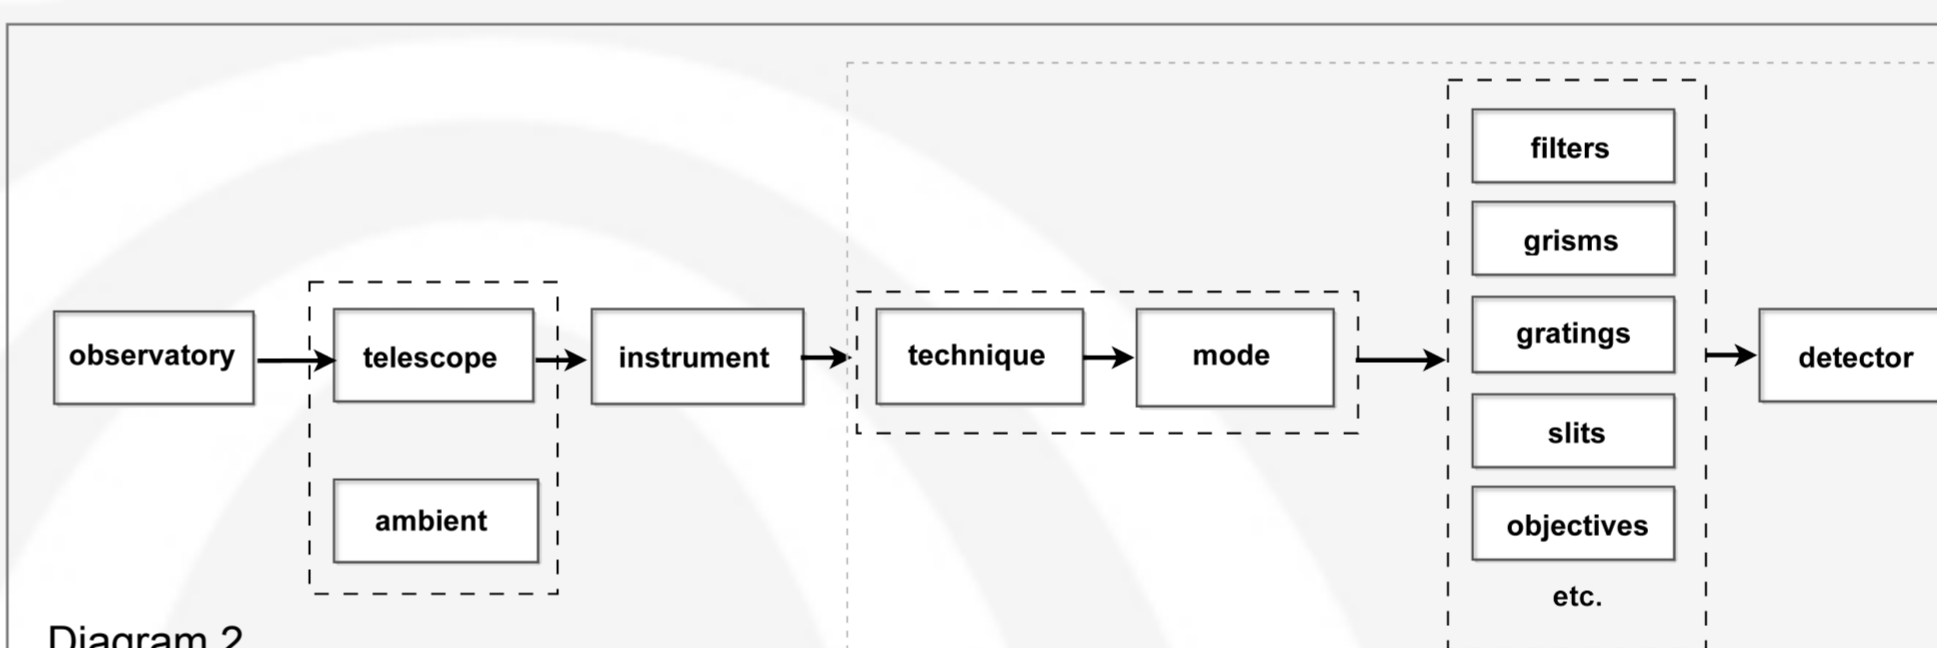 observatory
telescope
ambient
instrument
technique
mode
filters
grisms
gratings
slits
objectives
etc.
detector
Diagram 2